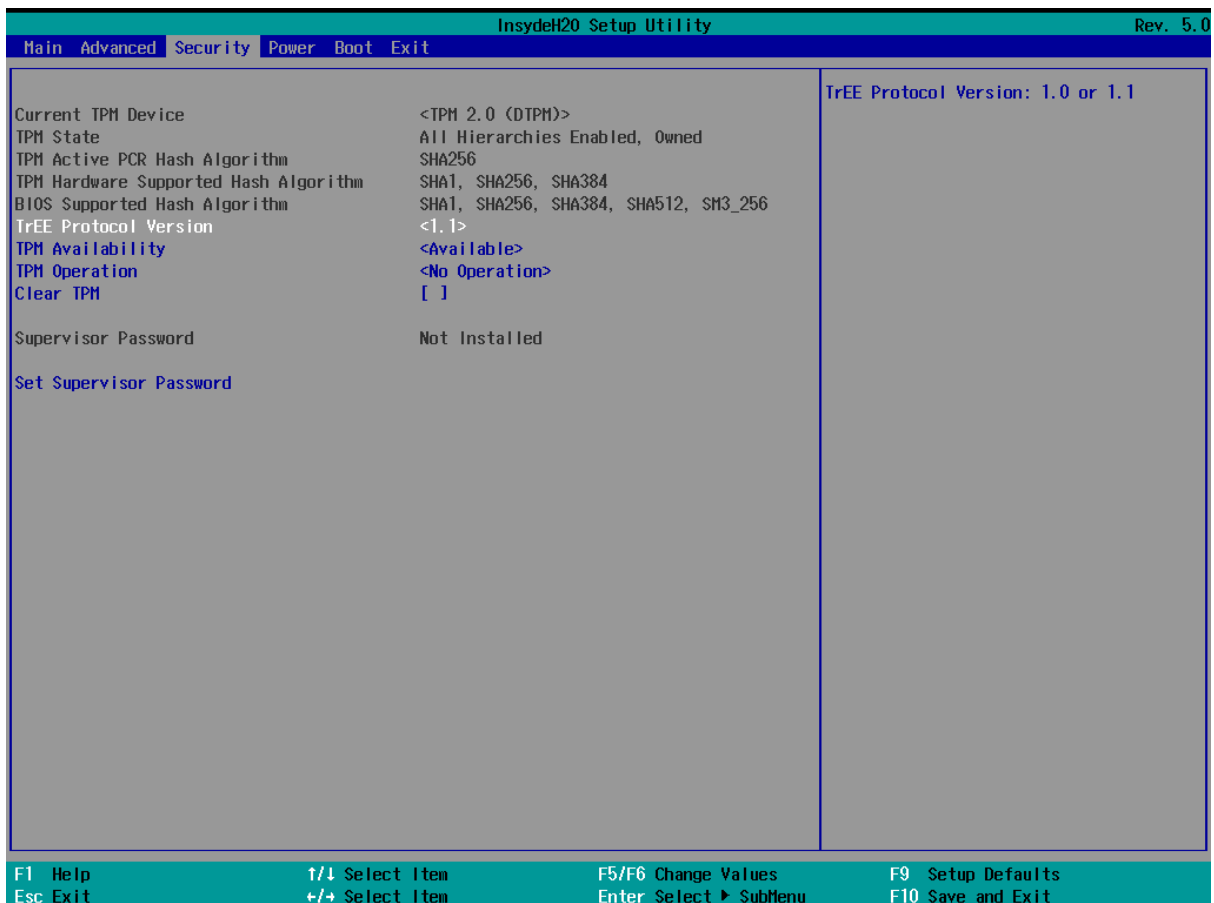 InsydeH20 Setup Utility Rev. 5.0
Main Advanced Security Power Boot Exit
TrEE Protocol Version: 1.0 or 1.1
Current TPM Device <TPM 2.0 (DTPM)>
TPM State All Hierarchies Enabled, Owned
TPM Active PCR Hash Algorithm SHA256
TPM Hardware Supported Hash Algorithm SHA1, SHA256, SHA384
BIOS Supported Hash Algorithm SHA1, SHA256, SHA384, SHA512, SM3_256
TrEE Protocol Version <1.1>
TPM Availability <Available>
TPM Operation <No Operation>
Clear TPM [ ]
Supervisor Password Not Installed
Set Supervisor Password
F1 Help ↑/↓ Select Item F5/F6 Change Values F9 Setup Defaults
Esc Exit ←/→ Select Item Enter Select ▶ SubMenu F10 Save and Exit